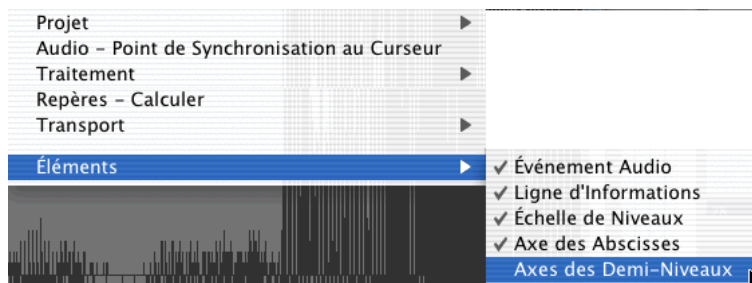 Projet
Audio – Point de Synchronisation au Curseur
Traitement
Repères – Calculer
Transport
Éléments
Événement Audio
Ligne d'Informations
Échelle de Niveaux
Axe des Abscisses
Axes des Demi-Niveaux